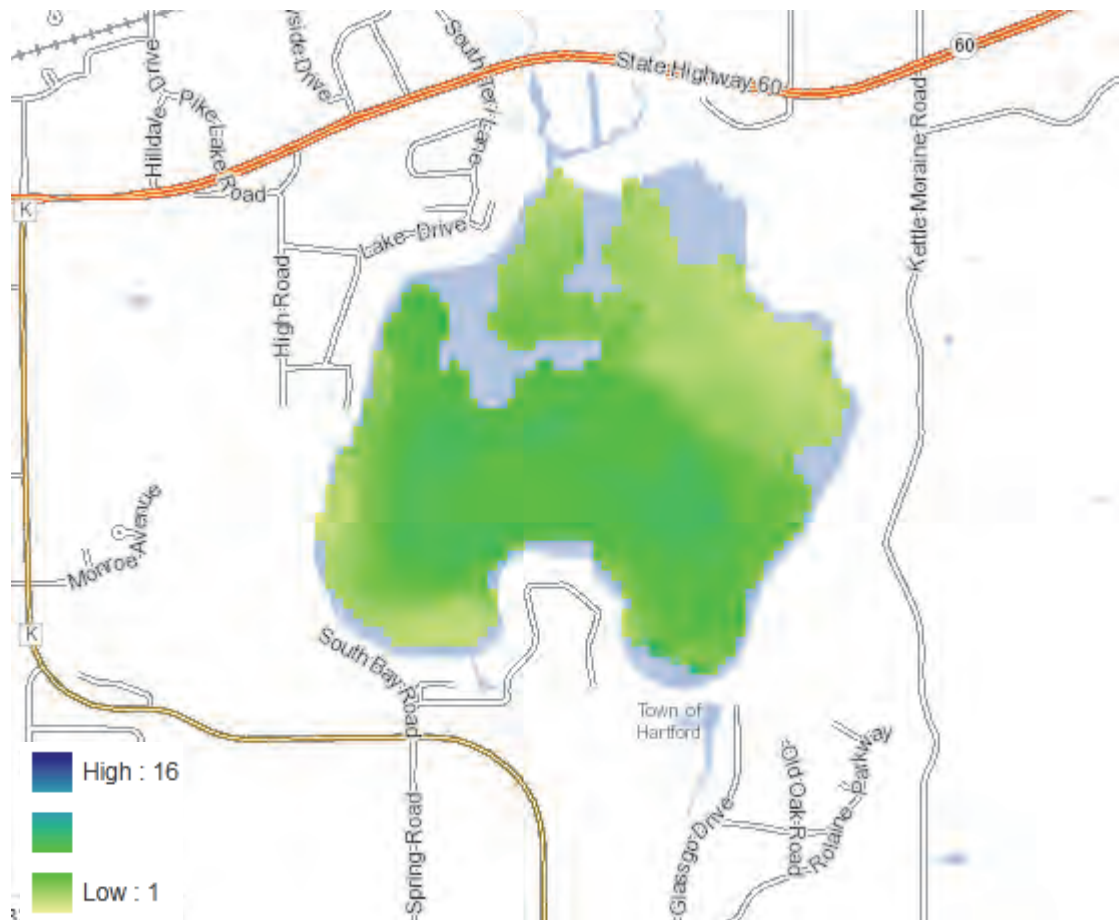 60
State Highway 60
Hilldale Drive
Pike Lake Road
Lane
Lake Drive
Kettle Moraine Road
K
High Road
Monroe Avenue
K
South Bay Road
Town of
Hartford
Spring Road
Glassgo Drive
Old Oak Road
Rolaine Parkway
High : 16
Low : 1